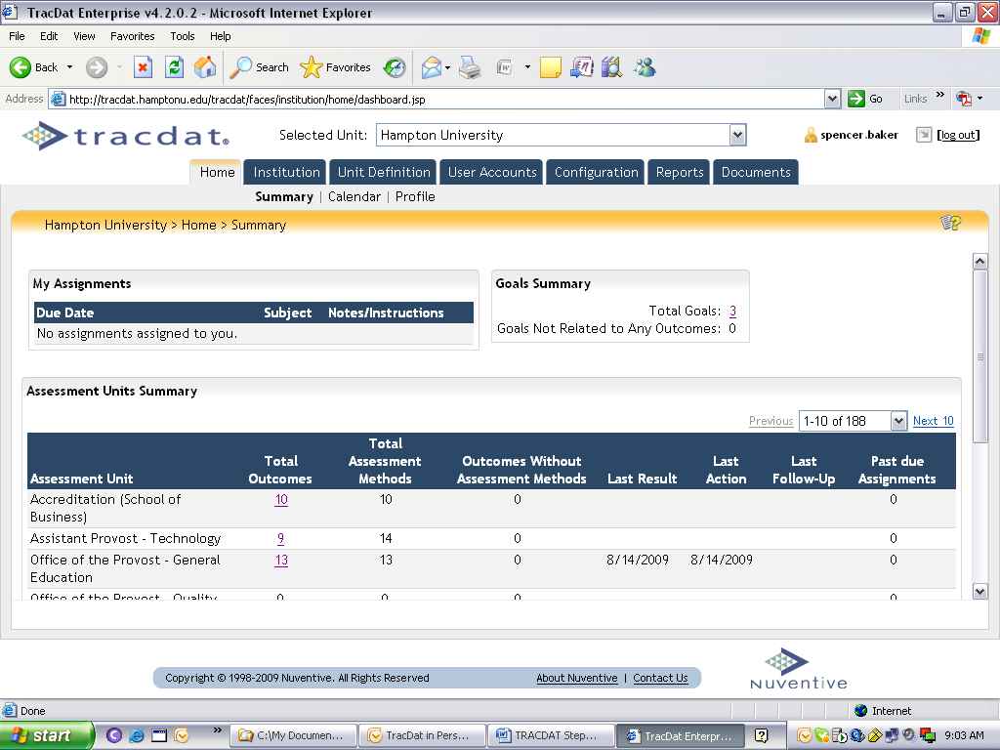 TracDat Enterprise v4.2.0.2 - Microsoft Internet Explorer
File Edit View Favorites Tools Help
Back Search Favorites
Address http://tracdat.hamptonu.edu/tracdat/faces/institution/home/dashboard.jsp Go Links »
tracdat. Selected Unit: Hampton University spencer.baker [log out]
Home Institution Unit Definition User Accounts Configuration Reports Documents
Summary | Calendar | Profile
Hampton University > Home > Summary
My Assignments
Due Date Subject Notes/Instructions
No assignments assigned to you.
Goals Summary
Total Goals: 3
Goals Not Related to Any Outcomes: 0
Assessment Units Summary
Previous 1-10 of 188 Next 10
Assessment Unit Total Outcomes Total Assessment Methods Outcomes Without Assessment Methods Last Result Last Action Last Follow-Up Past due Assignments
Accreditation (School of Business) 10 10 0 0
Assistant Provost - Technology 9 14 0 0
Office of the Provost - General Education 13 13 0 8/14/2009 8/14/2009 0
Office of the Provost - Quality 0 0 0 0
Copyright © 1998-2009 Nuventive. All Rights Reserved About Nuventive | Contact Us
NUVENTIVE
Done Internet
start » C:\My Documen... TracDat in Pers... TRACDAT Step... TracDat Enterpr... 9:03 AM